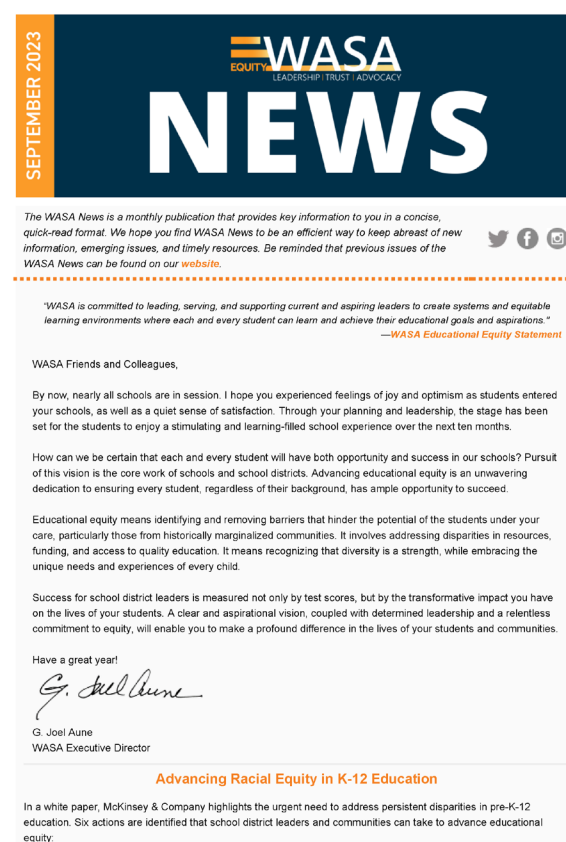 SEPTEMBER 2023
WASA
EQUITY
LEADERSHIP | TRUST | ADVOCACY
NEWS
The WASA News is a monthly publication that provides key information to you in a concise,
quick-read format. We hope you find WASA News to be an efficient way to keep abreast of new
information, emerging issues, and timely resources. Be reminded that previous issues of the
WASA News can be found on our website.
"WASA is committed to leading, serving, and supporting current and aspiring leaders to create systems and equitable
learning environments where each and every student can learn and achieve their educational goals and aspirations."
—WASA Educational Equity Statement
WASA Friends and Colleagues,
By now, nearly all schools are in session. I hope you experienced feelings of joy and optimism as students entered
your schools, as well as a quiet sense of satisfaction. Through your planning and leadership, the stage has been
set for the students to enjoy a stimulating and learning-filled school experience over the next ten months.
How can we be certain that each and every student will have both opportunity and success in our schools? Pursuit
of this vision is the core work of schools and school districts. Advancing educational equity is an unwavering
dedication to ensuring every student, regardless of their background, has ample opportunity to succeed.
Educational equity means identifying and removing barriers that hinder the potential of the students under your
care, particularly those from historically marginalized communities. It involves addressing disparities in resources,
funding, and access to quality education. It means recognizing that diversity is a strength, while embracing the
unique needs and experiences of every child.
Success for school district leaders is measured not only by test scores, but by the transformative impact you have
on the lives of your students. A clear and aspirational vision, coupled with determined leadership and a relentless
commitment to equity, will enable you to make a profound difference in the lives of your students and communities.
Have a great year!
G. Joel Aune
G. Joel Aune
WASA Executive Director
Advancing Racial Equity in K-12 Education
In a white paper, McKinsey & Company highlights the urgent need to address persistent disparities in pre-K-12
education. Six actions are identified that school district leaders and communities can take to advance educational
equity: